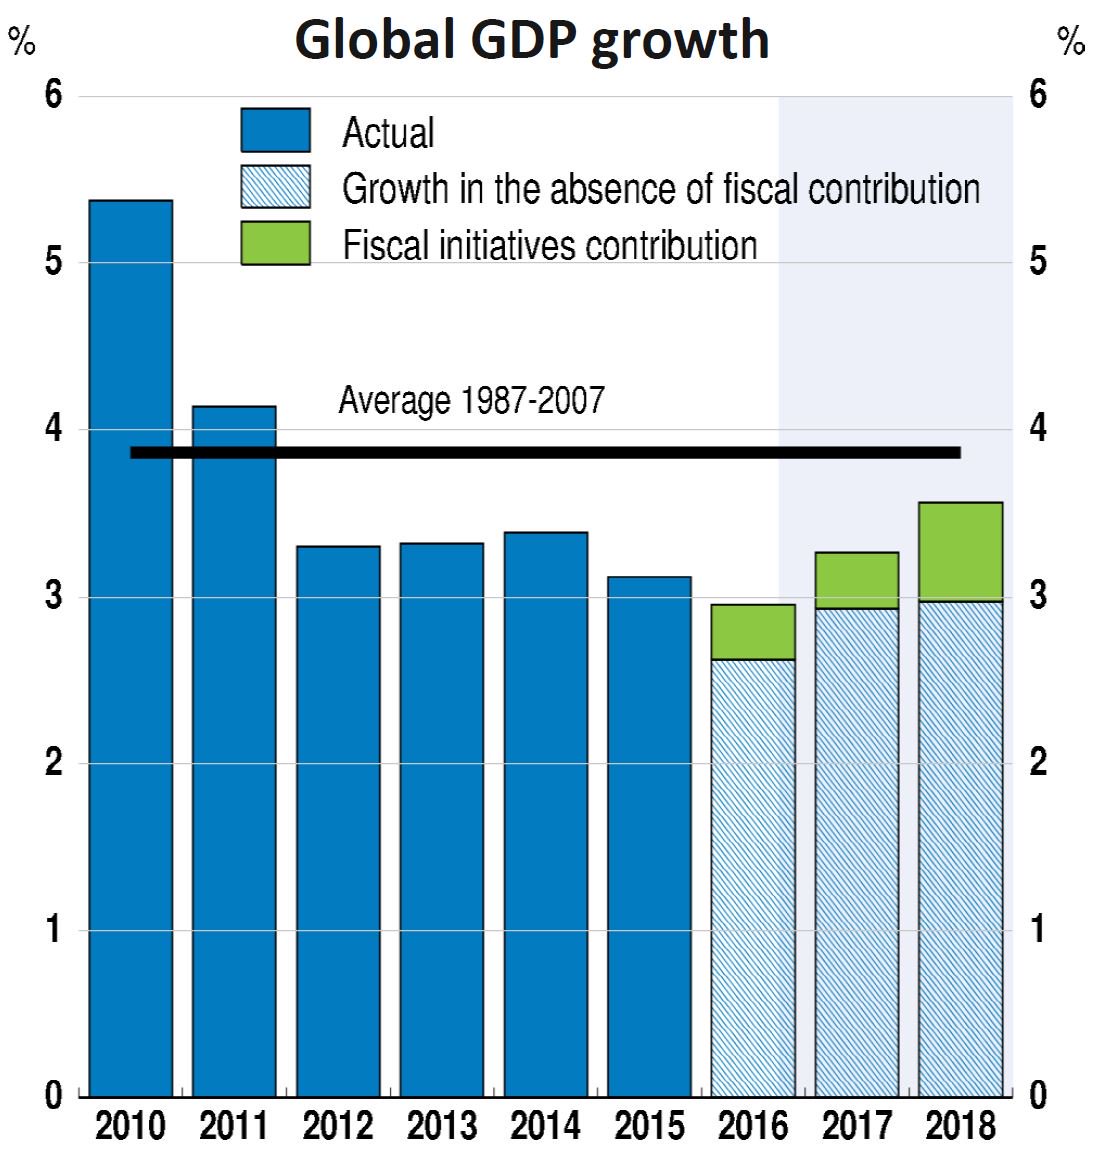 Global GDP growth
%
%
6
6
Actual
Growth in the absence of fiscal contribution
Fiscal initiatives contribution
5
5
Average 1987-2007
4
4
3
3
2
2
1
1
0
0
2010 2011 2012 2013 2014 2015 2016 2017 2018